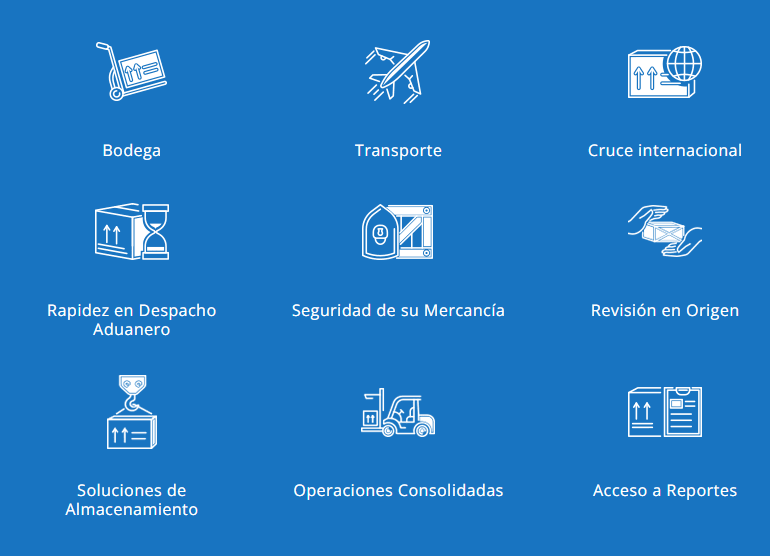 Bodega
Transporte
Cruce internacional
Rapidez en Despacho
Aduanero
Seguridad de su Mercancía
Revisión en Origen
Soluciones de
Almacenamiento
Operaciones Consolidadas
Acceso a Reportes